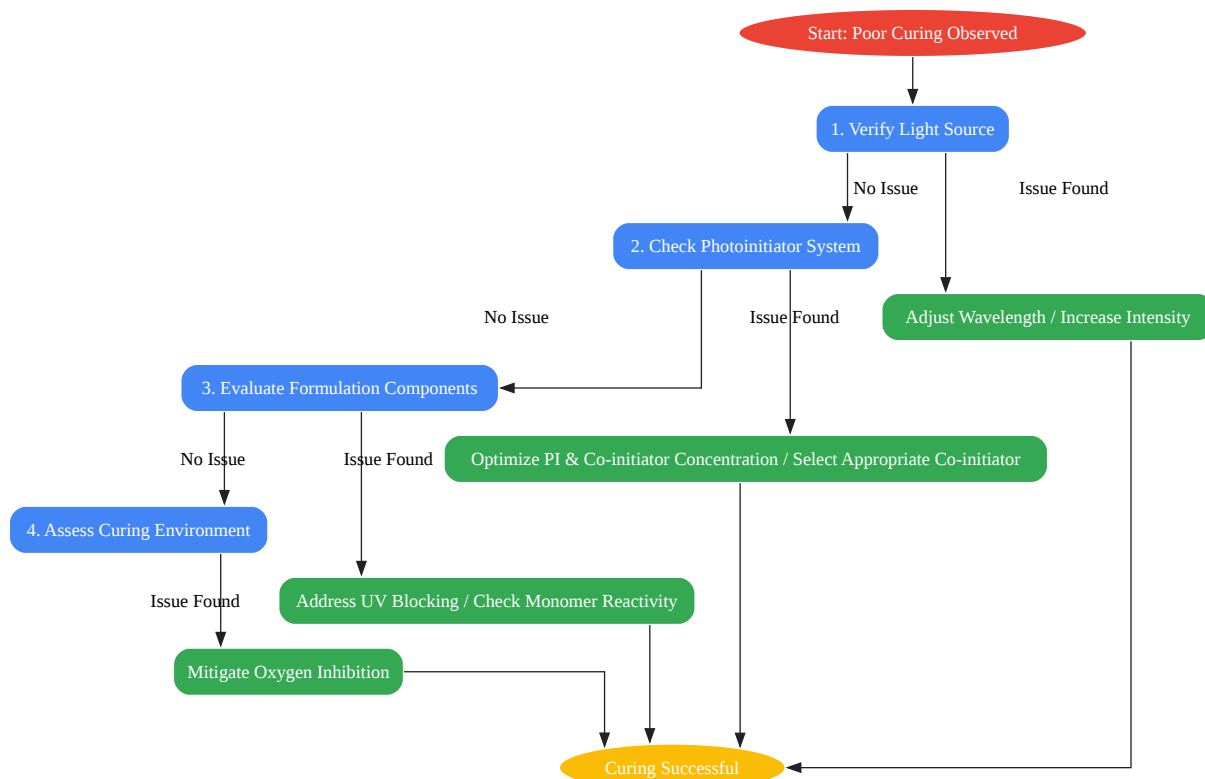 Start: Poor Curing Observed
1. Verify Light Source
No Issue
Issue Found
2. Check Photoinitiator System
No Issue
Issue Found
Adjust Wavelength / Increase Intensity
3. Evaluate Formulation Components
No Issue
Issue Found
Optimize PI & Co-initiator Concentration / Select Appropriate Co-initiator
4. Assess Curing Environment
Issue Found
Address UV Blocking / Check Monomer Reactivity
Mitigate Oxygen Inhibition
Curing Successful